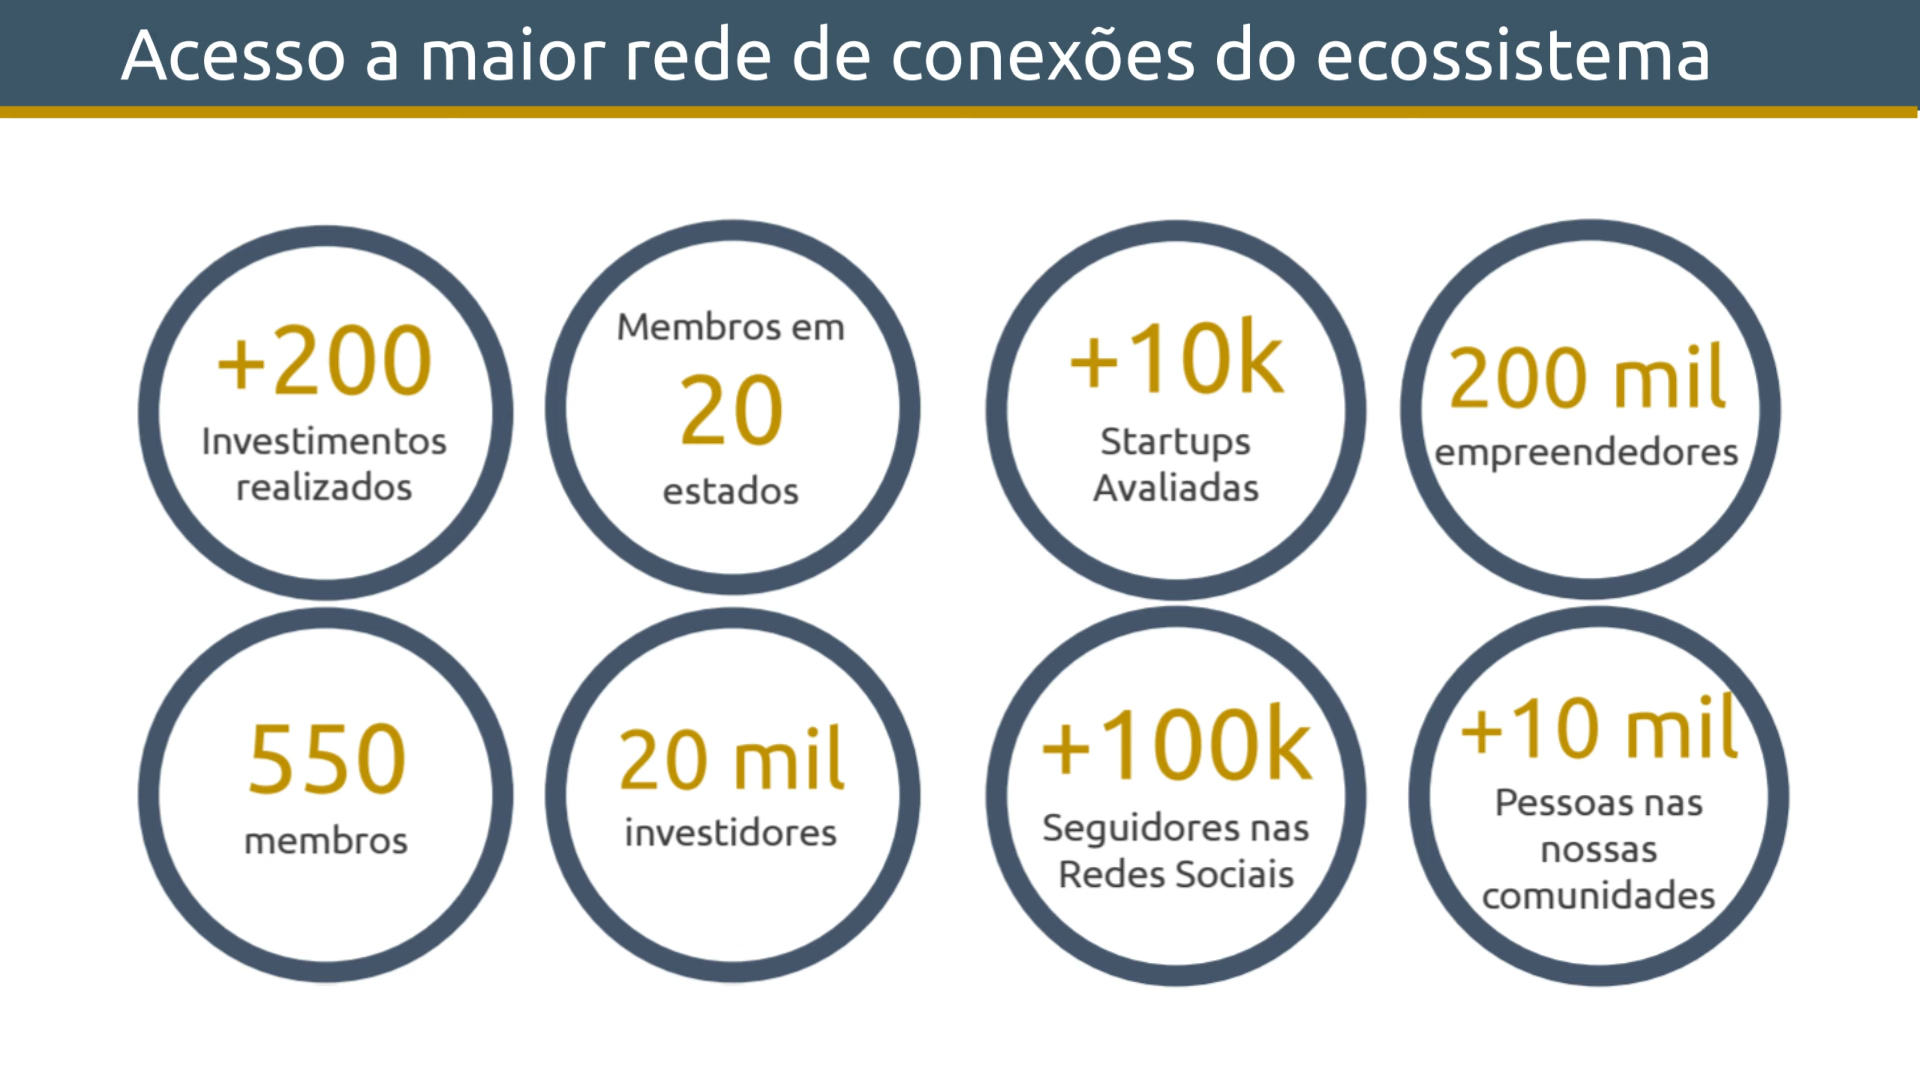 Acesso a maior rede de conexões do ecossistema
+200
Investimentos
realizados
Membros em
20
estados
+10k
Startups
Avaliadas
200 mil
empreendedores
550
membros
20 mil
investidores
+100k
Seguidores nas
Redes Sociais
+10 mil
Pessoas nas
nossas
comunidades